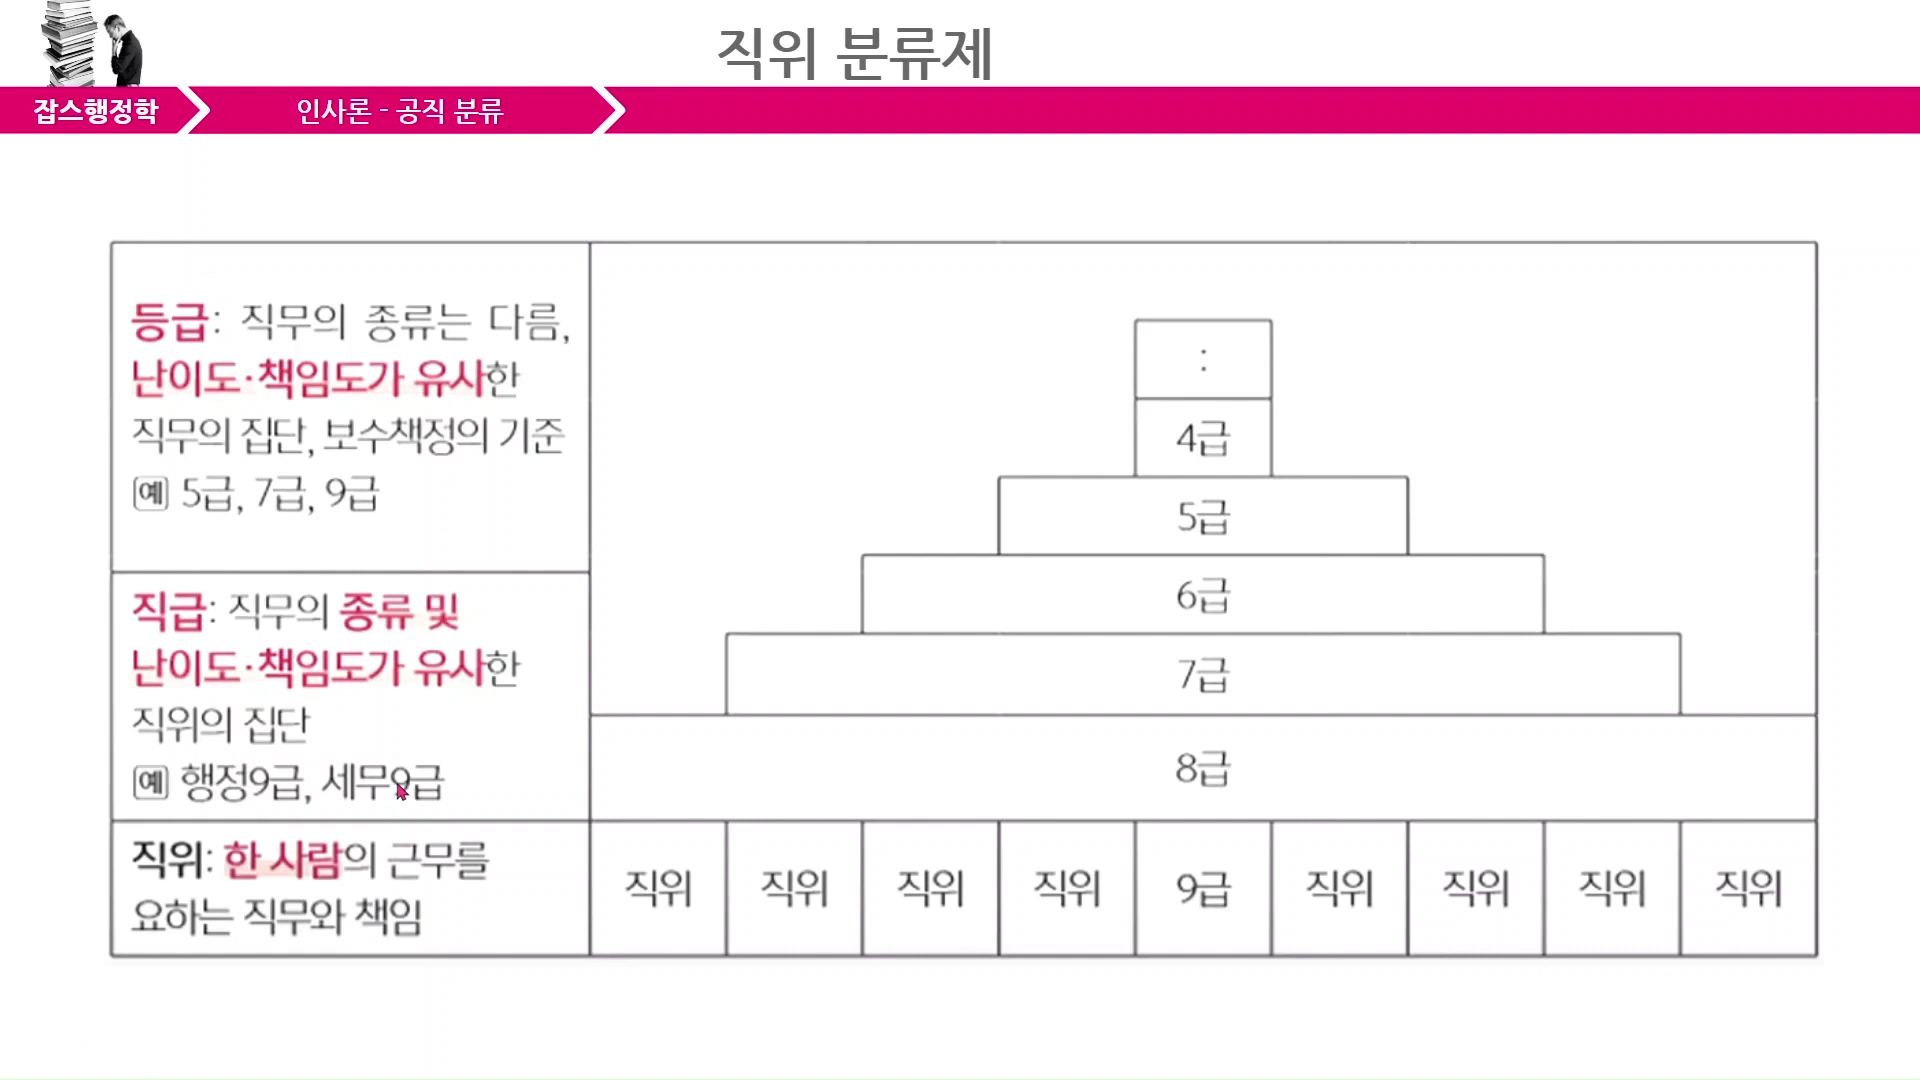 직위 분류제
잡스행정학
인사론 - 공직 분류
등급: 직무의 종류는 다름,
난이도·책임도가 유사한
직무의 집단, 보수책정의 기준
예 5급, 7급, 9급
직급: 직무의 종류 및
난이도·책임도가 유사한
직위의 집단
예 행정9급, 세무9급
직위: 한 사람의 근무를
요하는 직무와 책임
:
4급
5급
6급
7급
8급
직위 직위 직위 직위 9급 직위 직위 직위 직위